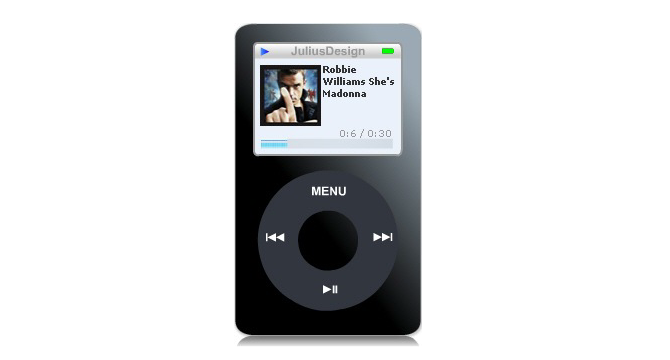 JuliusDesign
Robbie
Williams She's
Madonna
0:6 / 0:30
MENU